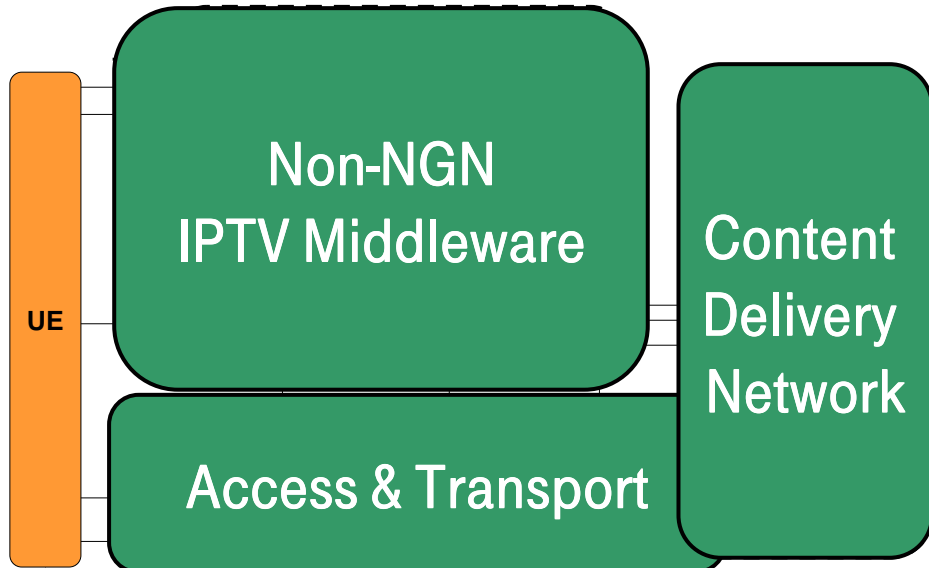 Non-NGN
IPTV Middleware
UE
Content
Delivery
Network
Access & Transport